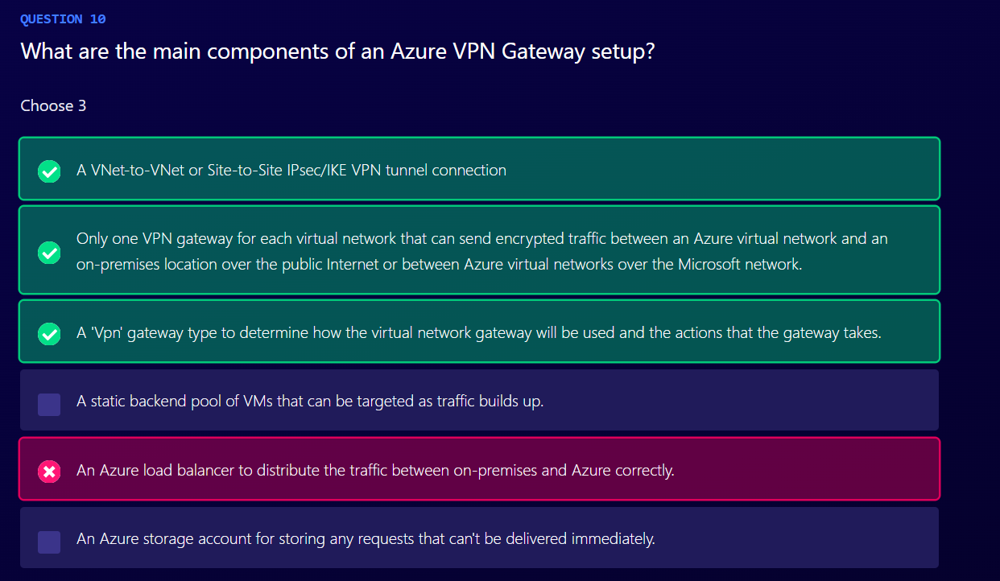 QUESTION 10
What are the main components of an Azure VPN Gateway setup?
Choose 3
A VNet-to-VNet or Site-to-Site IPsec/IKE VPN tunnel connection
Only one VPN gateway for each virtual network that can send encrypted traffic between an Azure virtual network and an
on-premises location over the public Internet or between Azure virtual networks over the Microsoft network.
A 'Vpn' gateway type to determine how the virtual network gateway will be used and the actions that the gateway takes.
A static backend pool of VMs that can be targeted as traffic builds up.
An Azure load balancer to distribute the traffic between on-premises and Azure correctly.
An Azure storage account for storing any requests that can't be delivered immediately.